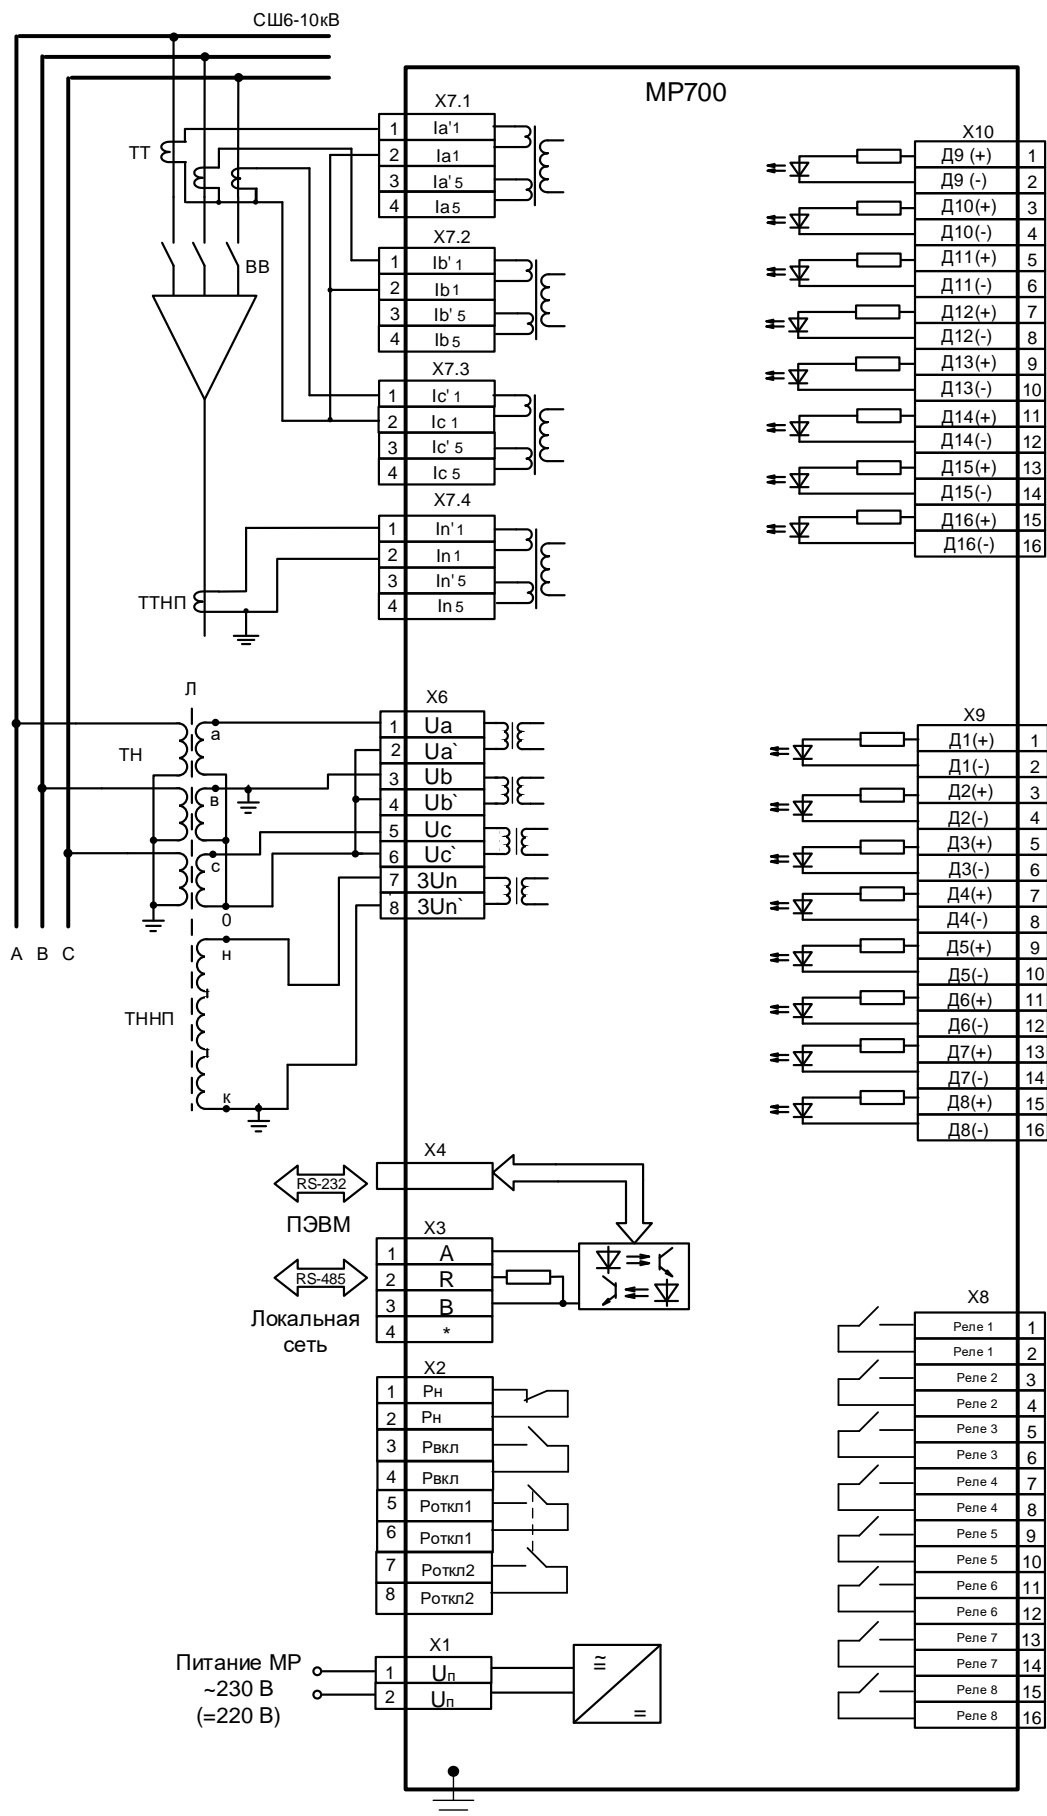 СШ6-10кВ
МР700
ТТ
ВВ
ТТНП
X7.1
1 Ia'1
2 Ia1
3 Ia'5
4 Ia5
X7.2
1 Ib'1
2 Ib1
3 Ib'5
4 Ib5
X7.3
1 Ic'1
2 Ic1
3 Ic'5
4 Ic5
X7.4
1 In'1
2 In1
3 In'5
4 In5
Л
ТН
а
в
с
0
н
ТННП
к
А В С
X6
1 Ua
2 Ua`
3 Ub
4 Ub`
5 Uc
6 Uc`
7 3Un
8 3Un`
X4
RS-232
ПЭВМ
X3
1 A
2 R
3 B
4 *
RS-485
Локальная
сеть
X2
1 Рн
2 Рн
3 Рвкл
4 Рвкл
5 Роткл1
6 Роткл1
7 Роткл2
8 Роткл2
X1
1 Uп
2 Uп
Питание МР
~230 В
(=220 В)
≅
=
X10
Д9 (+) 1
Д9 (-) 2
Д10(+) 3
Д10(-) 4
Д11(+) 5
Д11(-) 6
Д12(+) 7
Д12(-) 8
Д13(+) 9
Д13(-) 10
Д14(+) 11
Д14(-) 12
Д15(+) 13
Д15(-) 14
Д16(+) 15
Д16(-) 16
X9
Д1(+) 1
Д1(-) 2
Д2(+) 3
Д2(-) 4
Д3(+) 5
Д3(-) 6
Д4(+) 7
Д4(-) 8
Д5(+) 9
Д5(-) 10
Д6(+) 11
Д6(-) 12
Д7(+) 13
Д7(-) 14
Д8(+) 15
Д8(-) 16
X8
Реле 1 1
Реле 1 2
Реле 2 3
Реле 2 4
Реле 3 5
Реле 3 6
Реле 4 7
Реле 4 8
Реле 5 9
Реле 5 10
Реле 6 11
Реле 6 12
Реле 7 13
Реле 7 14
Реле 8 15
Реле 8 16